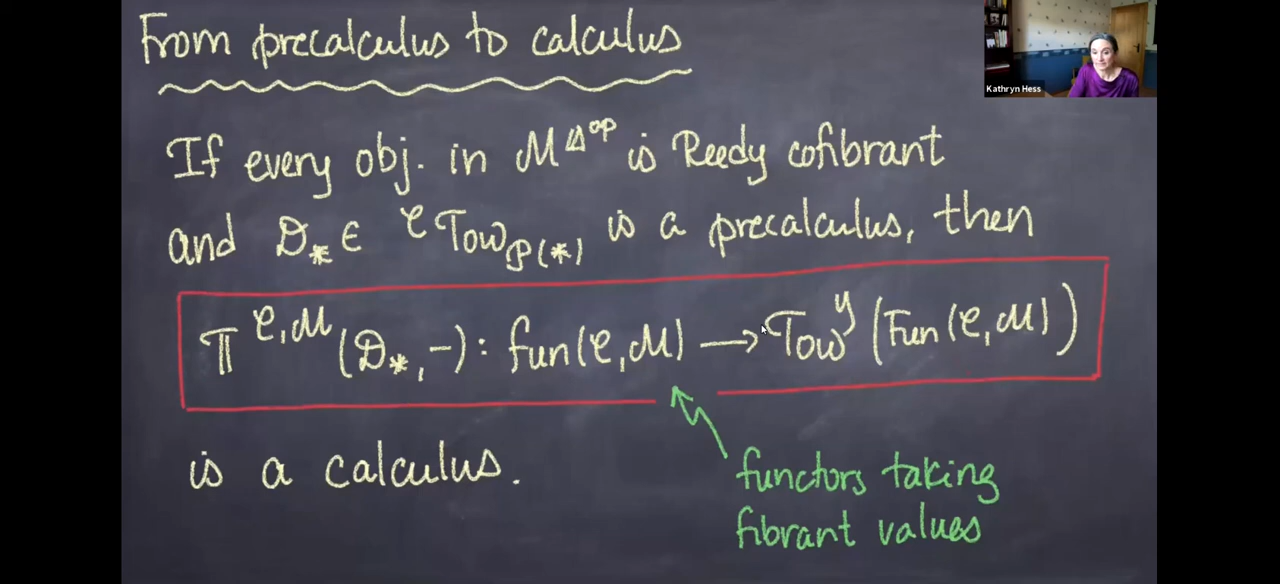 From precalculus to calculus
Kathryn Hess
If every obj. in M^Δ^op is Reedy cofibrant
and D_* ∈ CTow_P(*) is a precalculus, then
T^C,M (D_*, -) : fun(C,M) → Tow^y (Fun(C,M))
is a calculus.
functors taking
fibrant values